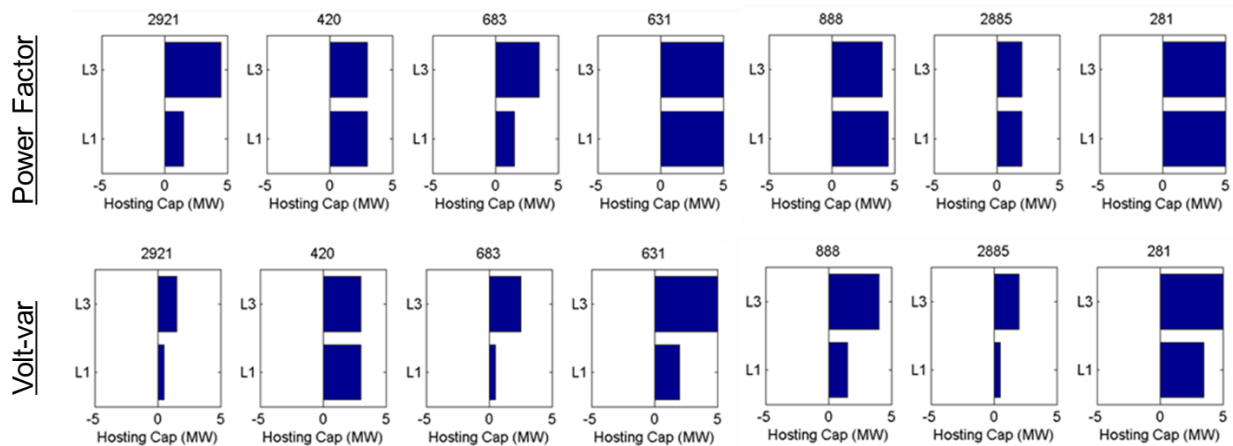 Power Factor
2921 420 683 631 888 2885 281
L3 L3 L3 L3 L3 L3 L3
L1 L1 L1 L1 L1 L1 L1
-5 0 5 -5 0 5 -5 0 5 -5 0 5 -5 0 5 -5 0 5 -5 0 5
Hosting Cap (MW) Hosting Cap (MW) Hosting Cap (MW) Hosting Cap (MW) Hosting Cap (MW) Hosting Cap (MW) Hosting Cap (MW)
Volt-var
2921 420 683 631 888 2885 281
L3 L3 L3 L3 L3 L3 L3
L1 L1 L1 L1 L1 L1 L1
-5 0 5 -5 0 5 -5 0 5 -5 0 5 -5 0 5 -5 0 5 -5 0 5
Hosting Cap (MW) Hosting Cap (MW) Hosting Cap (MW) Hosting Cap (MW) Hosting Cap (MW) Hosting Cap (MW) Hosting Cap (MW)